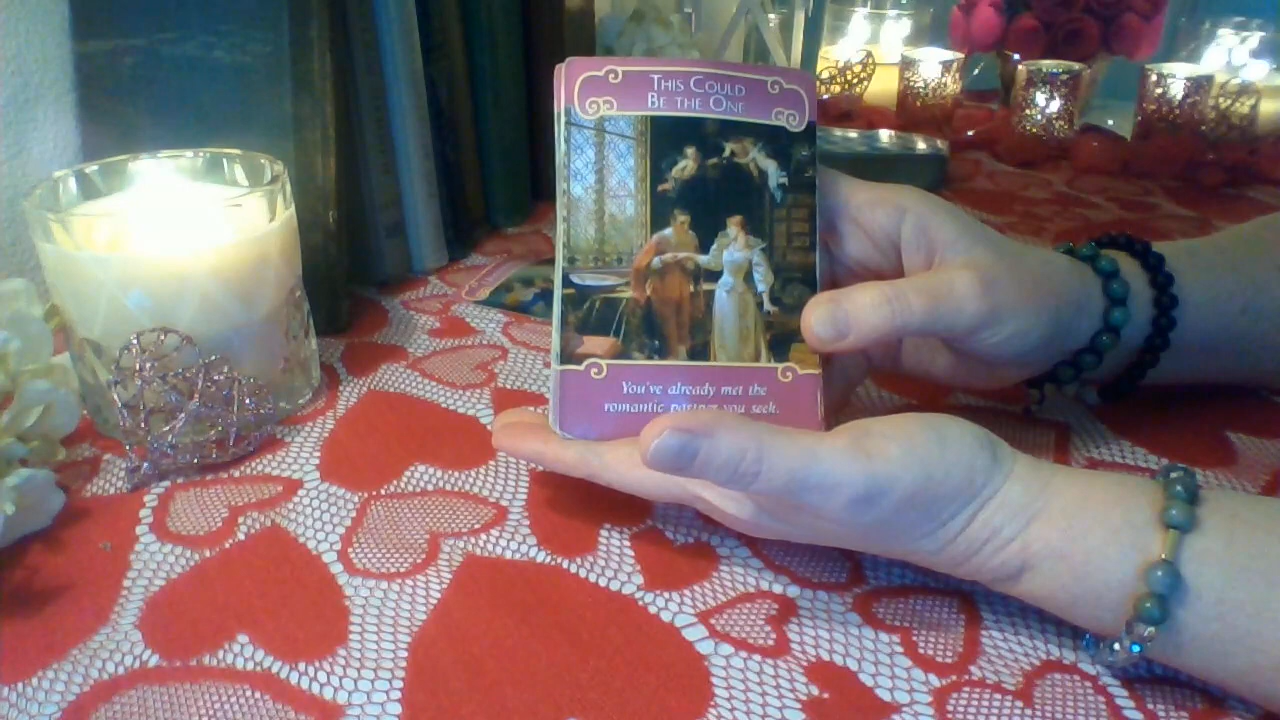 THIS COULD
BE THE ONE
You've already met the
romantic partner you seek.